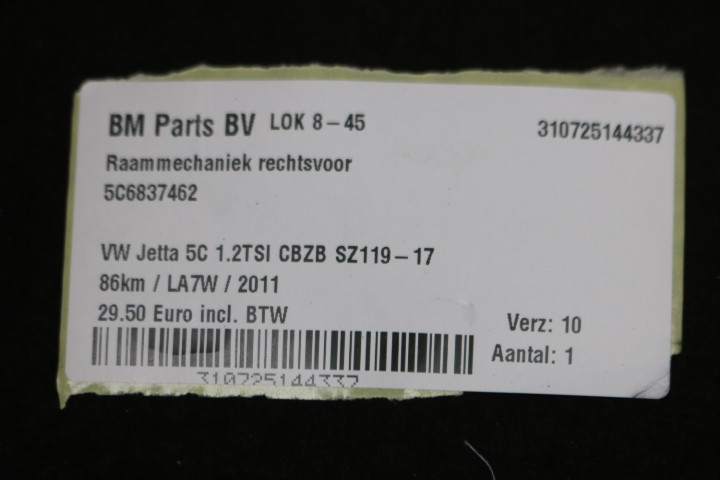 BM Parts BV LOK 8-45
310725144337
Raammechaniek rechtsvoor
5C6837462
VW Jetta 5C 1.2TSI CBZB SZ119-17
86km / LA7W / 2011
29.50 Euro incl. BTW
Verz: 10
Aantal: 1
310725144337